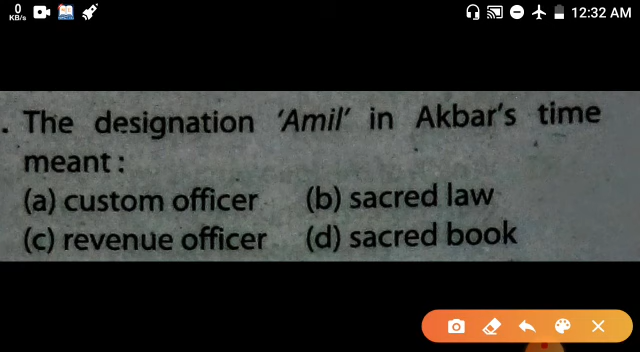 0
KB/s
12:32 AM
. The designation 'Amil' in Akbar's time
meant :
(a) custom officer (b) sacred law
(c) revenue officer (d) sacred book